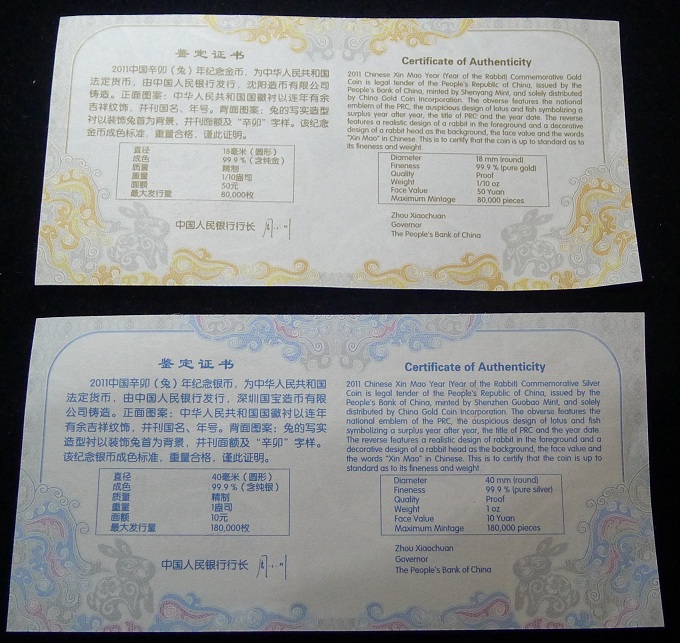 鉴定证书
2011中国辛卯（兔）年纪念金币，为中华人民共和国
法定货币，由中国人民银行发行，沈阳造币有限公司
铸造。正面图案：中华人民共和国国徽衬以连年有余
吉祥纹饰，并刊国名、年号。背面图案：兔的写实造型
衬以装饰兔首为背景，并刊面额及“辛卯”字样。该纪念
金币成色标准，重量合格，谨此证明。
直径 18毫米（圆形）
成色 99.9%（含纯金）
质量 精制
重量 1/10盎司
面额 50元
最大发行量 80,000枚
中国人民银行行长
Certificate of Authenticity
2011 Chinese Xin Mao Year (Year of the Rabbit) Commemorative Gold
Coin is legal tender of the People's Republic of China, issued by the
People's Bank of China, minted by Shenyang Mint, and solely distributed
by China Gold Coin Incorporation. The obverse features the national
emblem of the PRC, the auspicious design of lotus and fish symbolizing a
surplus year after year, the title of PRC and the year date. The reverse
features a realistic design of a rabbit in the foreground and a decorative
design of a rabbit head as the background, the face value and the words
"Xin Mao" in Chinese. This is to certify that the coin is up to standard as to
its fineness and weight.
Diameter 18 mm (round)
Fineness 99.9 % (pure gold)
Quality Proof
Weight 1/10 oz
Face Value 50 Yuan
Maximum Mintage 80,000 pieces
Zhou Xiaochuan
Governor
The People's Bank of China
鉴定证书
2011中国辛卯（兔）年纪念银币，为中华人民共和国
法定货币，由中国人民银行发行，深圳国宝造币有限
公司铸造。正面图案：中华人民共和国国徽衬以连年
有余吉祥纹饰，并刊国名、年号。背面图案：兔的写实
造型衬以装饰兔首为背景，并刊面额及“辛卯”字样。
该纪念银币成色标准，重量合格，谨此证明。
直径 40毫米（圆形）
成色 99.9%（含纯银）
质量 精制
重量 1盎司
面额 10元
最大发行量 180,000枚
中国人民银行行长
Certificate of Authenticity
2011 Chinese Xin Mao Year (Year of the Rabbit) Commemorative Silver
Coin is legal tender of the People's Republic of China, issued by the
People's Bank of China, minted by Shenzhen Guobao Mint, and solely
distributed by China Gold Coin Incorporation. The obverse features the
national emblem of the PRC, the auspicious design of lotus and fish
symbolizing a surplus year after year, the title of PRC and the year date.
The reverse features a realistic design of a rabbit in the foreground and a
decorative design of a rabbit head as the background, the face value and
the words "Xin Mao" in Chinese. This is to certify that the coin is up to
standard as to its fineness and weight.
Diameter 40 mm (round)
Fineness 99.9 % (pure silver)
Quality Proof
Weight 1 oz
Face Value 10 Yuan
Maximum Mintage 180,000 pieces
Zhou Xiaochuan
Governor
The People's Bank of China